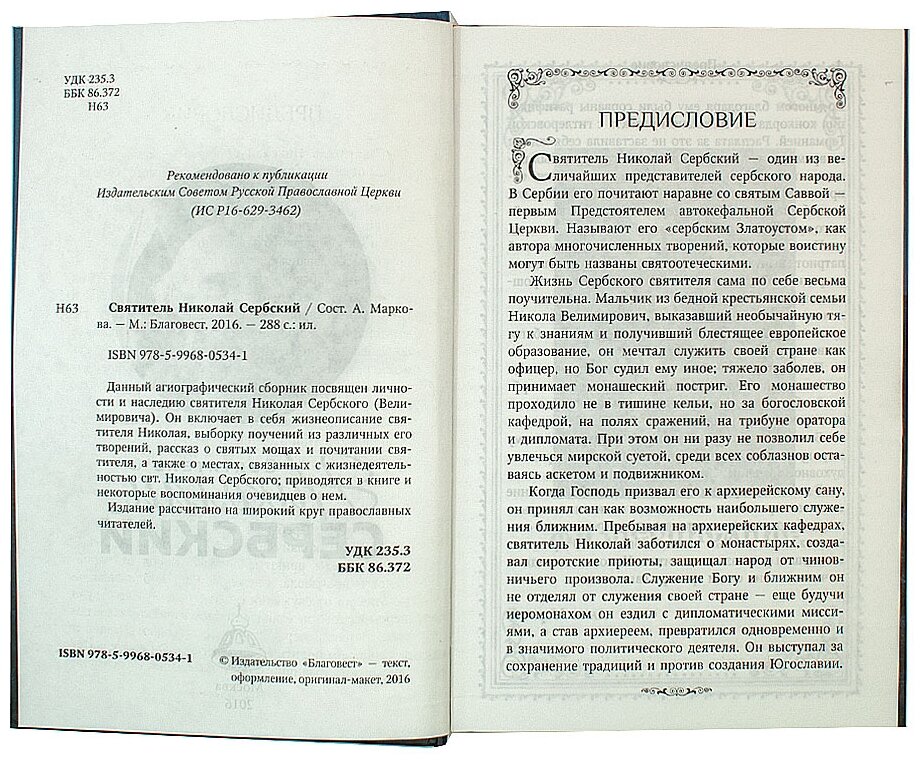 УДК 235.3
ББК 86.372
Н63
Рекомендовано к публикации
Издательским Советом Русской Православной Церкви
(ИС Р16-629-3462)
Н63 Святитель Николай Сербский / Сост. А. Марко-
ва. — М.: Благовест, 2016. — 288 с.: ил.
ISBN 978-5-9968-0534-1
Данный агиографический сборник посвящен лично-
сти и наследию святителя Николая Сербского (Вели-
мировича). Он включает в себя жизнеописание свя-
тителя Николая, выборку поучений из различных его
творений, рассказ о святых мощах и почитании свя-
тителя, а также о местах, связанных с жизнедеятель-
ностью свт. Николая Сербского; приводятся в книге и
некоторые воспоминания очевидцев о нем.
Издание рассчитано на широкий круг православных
читателей.
УДК 235.3
ББК 86.372
ISBN 978-5-9968-0534-1
© Издательство «Благовест» — текст,
оформление, оригинал-макет, 2016
ПРЕДИСЛОВИЕ
Святитель Николай Сербский — один из ве-
личайших представителей сербского народа.
В Сербии его почитают наравне со святым Саввой —
первым Предстоятелем автокефальной Сербской
Церкви. Называют его «сербским Златоустом», как
автора многочисленных творений, которые воистину
могут быть названы святоотеческими.
Жизнь Сербского святителя сама по себе весьма
поучительна. Мальчик из бедной крестьянской семьи
Никола Велимирович, выказавший необычайную тя-
гу к знаниям и получивший блестящее европейское
образование, он мечтал служить своей стране как
офицер, но Бог судил ему иное; тяжело заболев, он
принимает монашеский постриг. Его монашество
проходило не в тишине кельи, но за богословской
кафедрой, на полях сражений, на трибуне оратора
и дипломата. При этом он ни разу не позволил себе
увлечься мирской суетой, среди всех соблазнов оста-
ваясь аскетом и подвижником.
Когда Господь призвал его к архиерейскому сану,
он принял сан как возможность наибольшего служе-
ния ближним. Пребывая на архиерейских кафедрах,
святитель Николай заботился о монастырях, созда-
вал сиротские приюты, защищал народ от чинов-
ничьего произвола. Служение Богу и ближним он
не отделял от служения своей стране — еще будучи
иеромонахом он ездил с дипломатическими мисси-
ями, а став архиереем, превратился одновременно и
в значимого политического деятеля. Он выступал за
сохранение традиций и против создания Югославии.